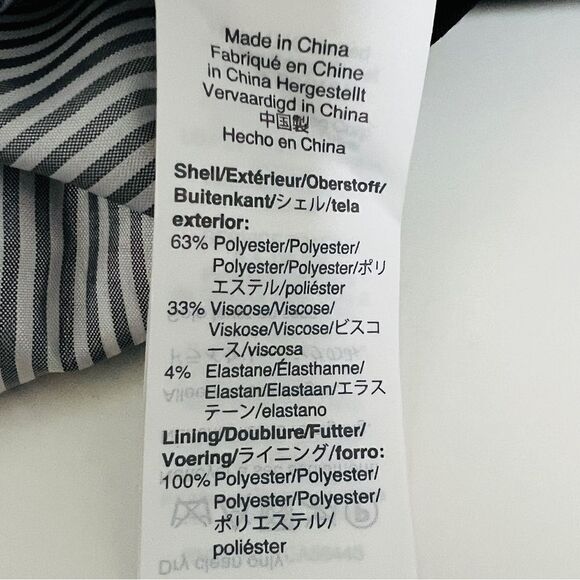 Made in China
Fabriqué en Chine
in China Hergestellt
Vervaardigd in China
中国製
Hecho en China
Shell/Extérieur/Oberstoff/
Buitenkant/シェル/tela
exterior:
63% Polyester/Polyester/
Polyester/Polyester/ポリ
エステル/poliéster
33% Viscose/Viscose/
Viskose/Viscose/ビスコ
ース/viscosa
4% Elastane/Élasthanne/
Elastan/Elastaan/エラス
テーン/elastano
Lining/Doublure/Futter/
Voering/ライニング/forro:
100% Polyester/Polyester/
Polyester/Polyester/
ポリエステル/
poliéster
Dry clean only